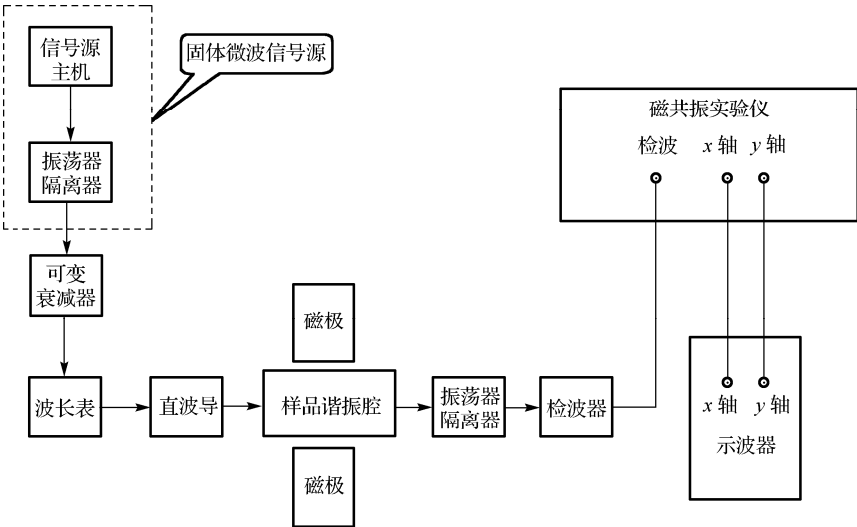 信号源
主机
固体微波信号源
振荡器
隔离器
可变
衰减器
波长表
直波导
磁极
样品谐振腔
磁极
振荡器
隔离器
检波器
磁共振实验仪
检波 x 轴 y 轴
x 轴 y 轴
示波器